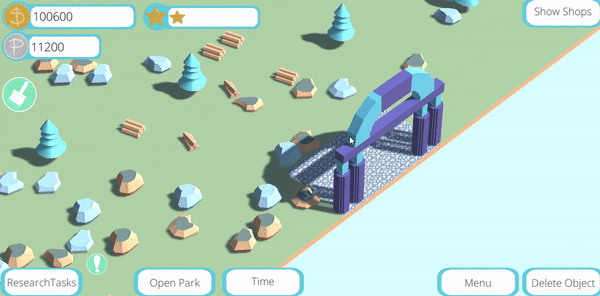 100600
Show Shops
11200
ResearchTasks
Open Park
Time
Menu
Delete Object